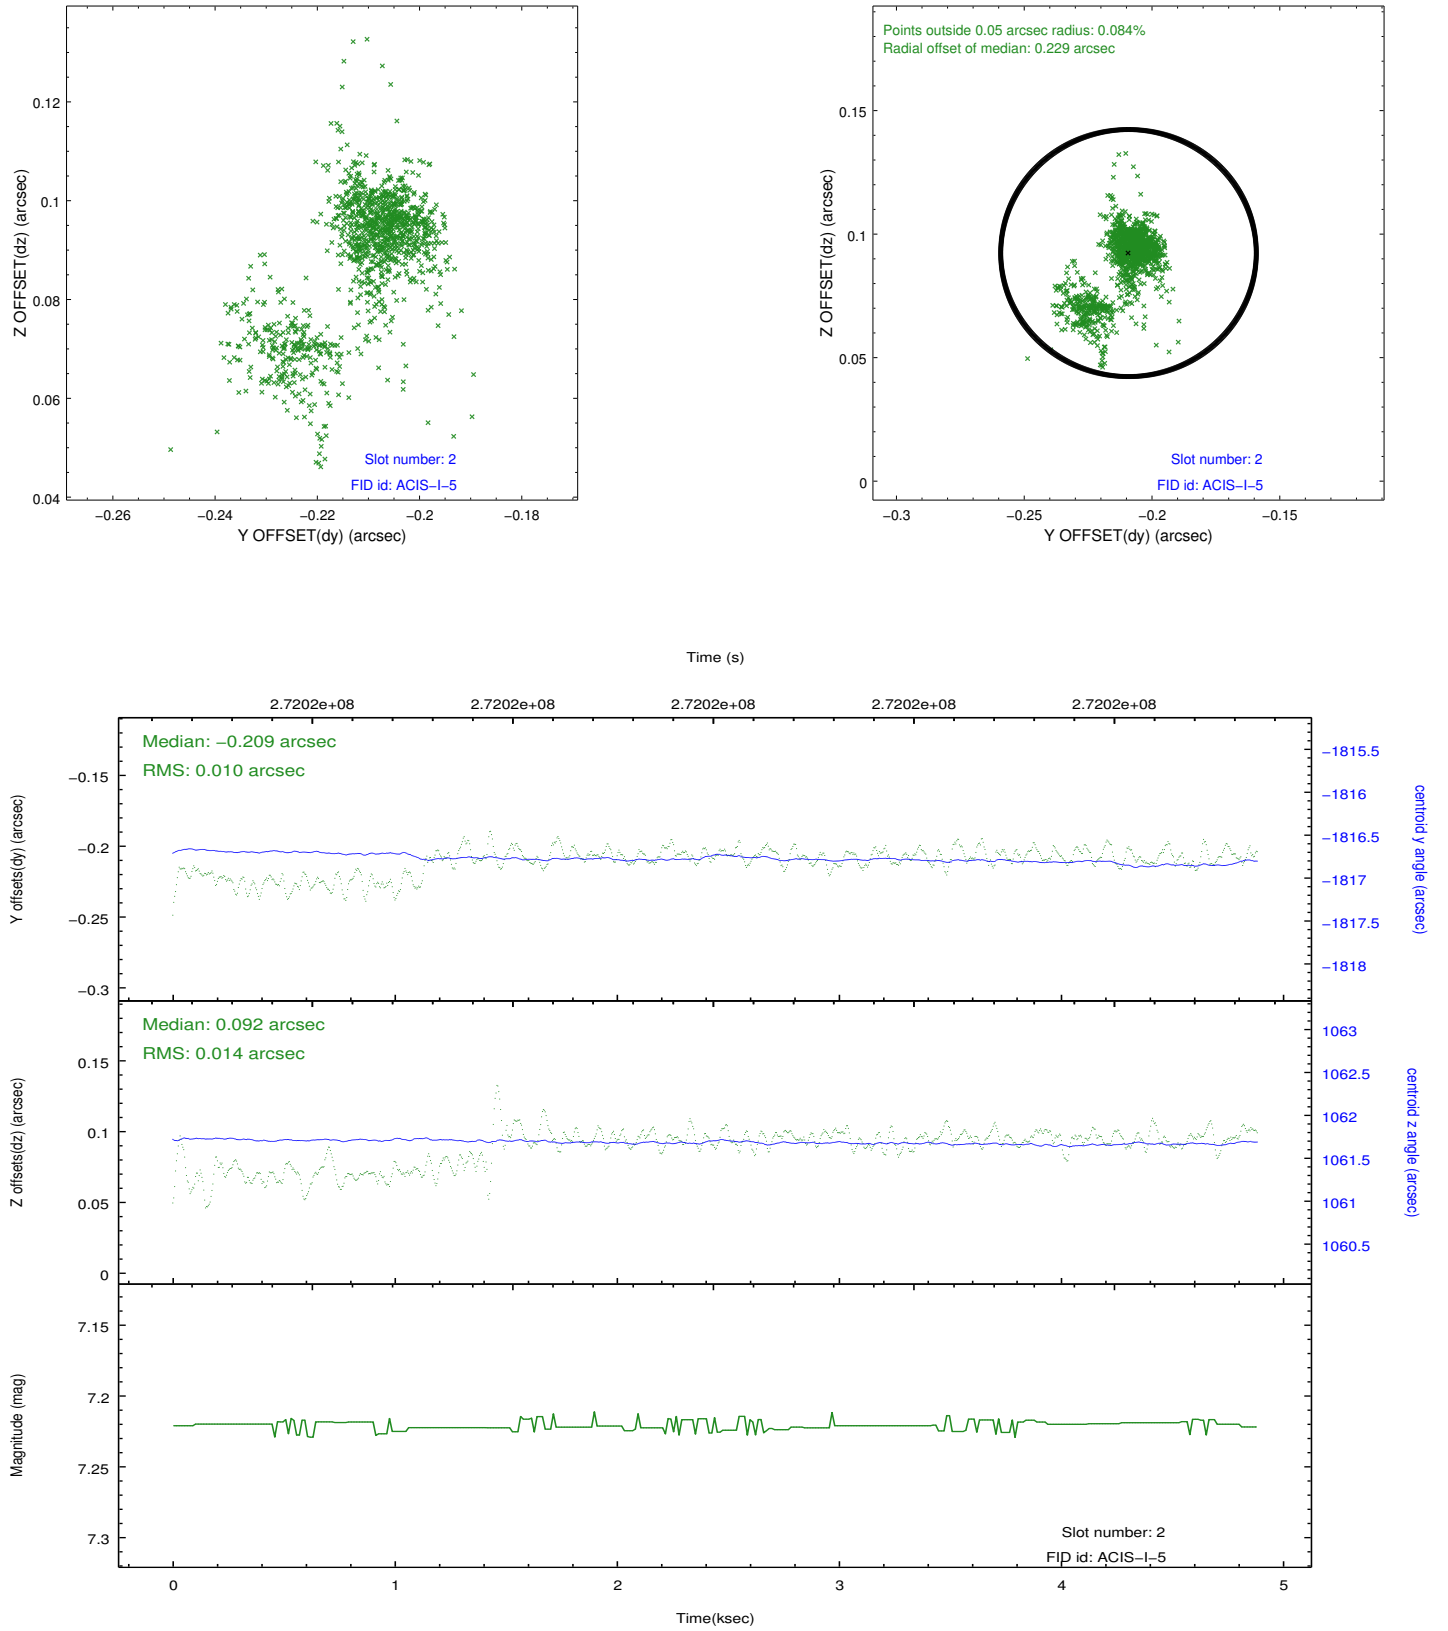 0.12
0.1
0.08
0.06
0.04
Z OFFSET(dz) (arcsec)
−0.26
−0.24
−0.22
−0.2
−0.18
Y OFFSET(dy) (arcsec)
Slot number: 2
FID id: ACIS−I−5
Points outside 0.05 arcsec radius: 0.084%
Radial offset of median: 0.229 arcsec
0.15
0.1
0.05
0
Z OFFSET(dz) (arcsec)
−0.3
−0.25
−0.2
−0.15
Y OFFSET(dy) (arcsec)
Slot number: 2
FID id: ACIS−I−5
Time (s)
2.7202e+08
2.7202e+08
2.7202e+08
2.7202e+08
2.7202e+08
Median: −0.209 arcsec
RMS: 0.010 arcsec
−0.15
−0.2
−0.25
−0.3
Y offsets(dy) (arcsec)
−1815.5
−1816
−1816.5
−1817
−1817.5
−1818
centroid y angle (arcsec)
Median: 0.092 arcsec
RMS: 0.014 arcsec
0.15
0.1
0.05
0
Z offsets(dz) (arcsec)
1063
1062.5
1062
1061.5
1061
1060.5
centroid z angle (arcsec)
7.15
7.2
7.25
7.3
Magnitude (mag)
Slot number: 2
FID id: ACIS−I−5
0
1
2
3
4
5
Time(ksec)